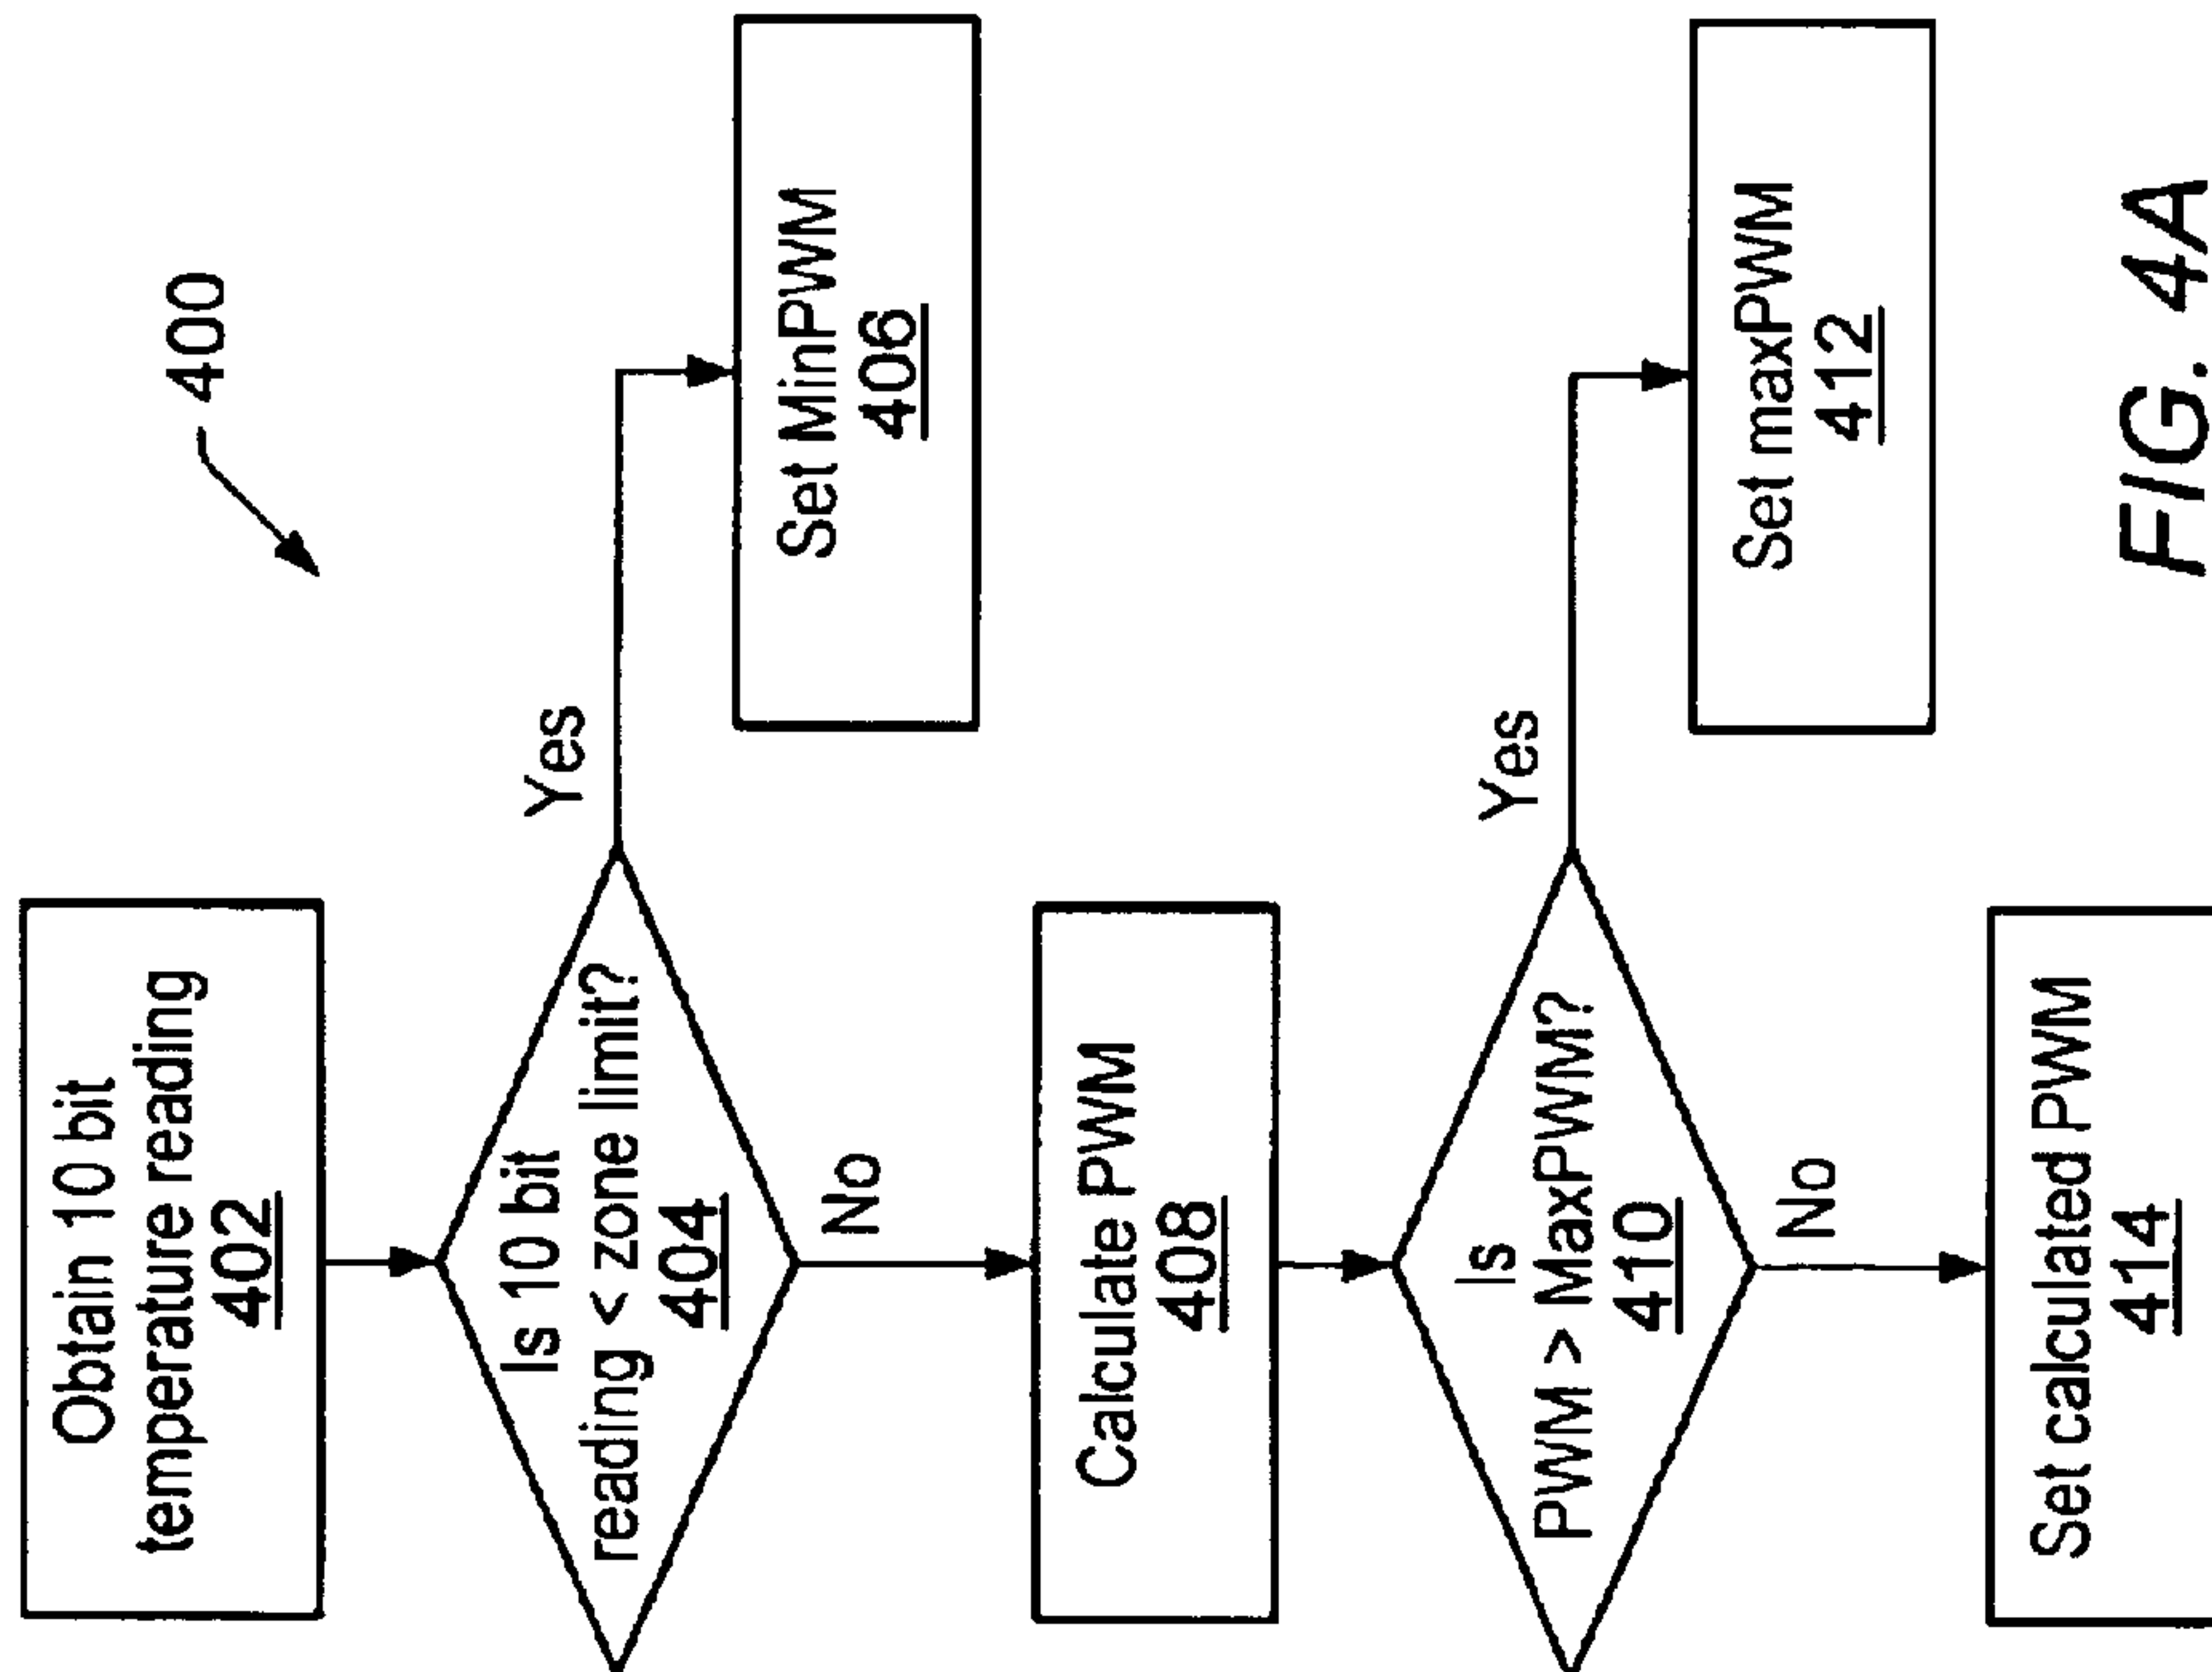 400
Obtain 10 bit
temperature reading
402
Is 10 bit
reading < zone limit?
404
Yes
Set MinPWM
406
No
Calculate PWM
408
Is
PWM > MaxPWM?
410
Yes
Set maxPWM
412
No
Set calculated PWM
414
FIG. 4A